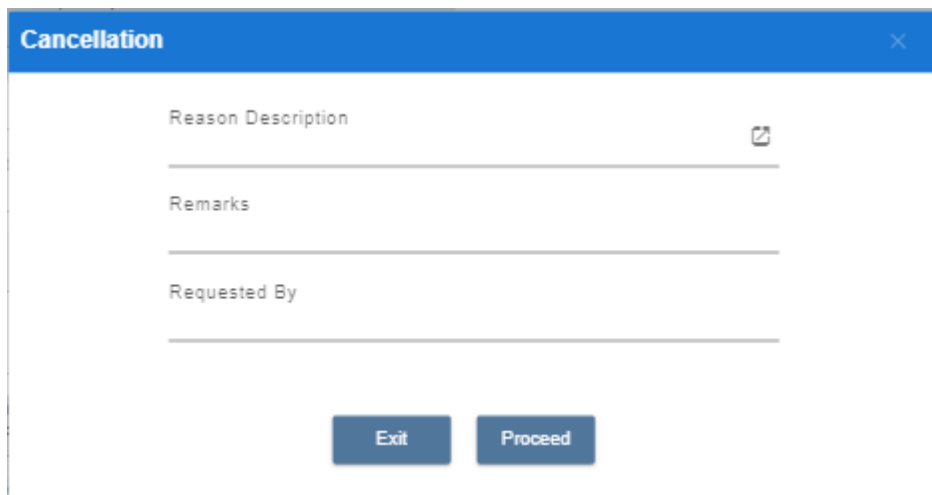 Cancellation
Reason Description
Remarks
Requested By
Exit Proceed